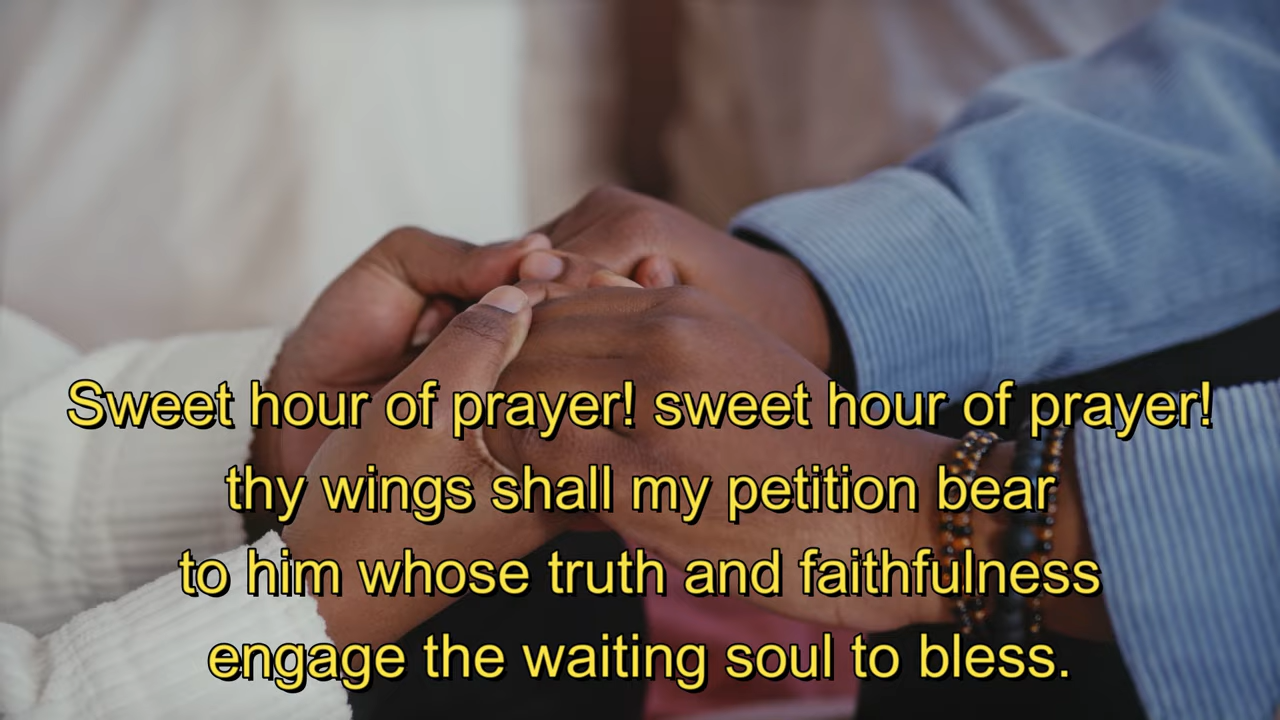 Sweet hour of prayer! sweet hour of prayer!
thy wings shall my petition bear
to him whose truth and faithfulness
engage the waiting soul to bless.